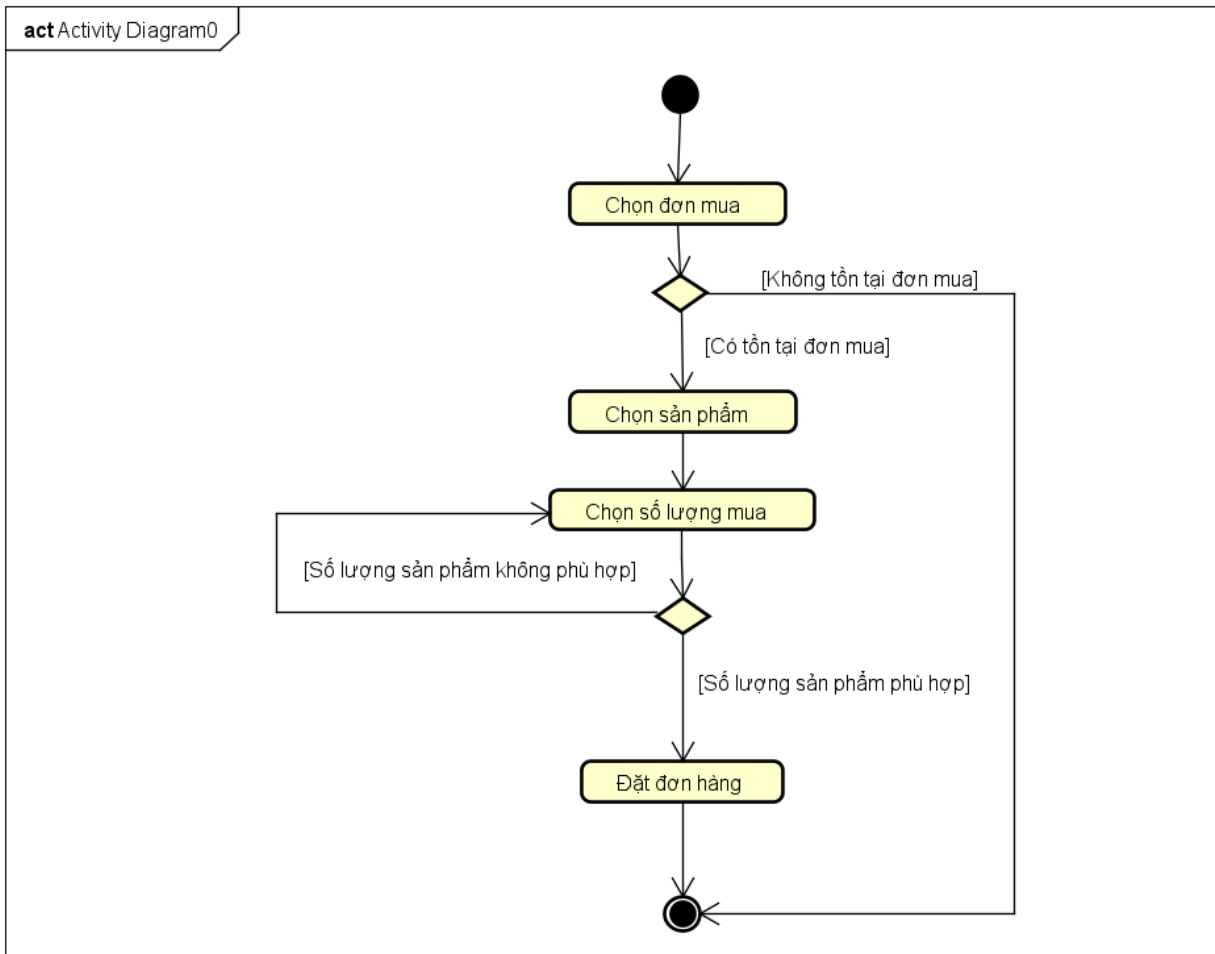 act Activity Diagram0
Chọn đơn mua
[Không tồn tại đơn mua]
[Có tồn tại đơn mua]
Chọn sản phẩm
Chọn số lượng mua
[Số lượng sản phẩm không phù hợp]
[Số lượng sản phẩm phù hợp]
Đặt đơn hàng